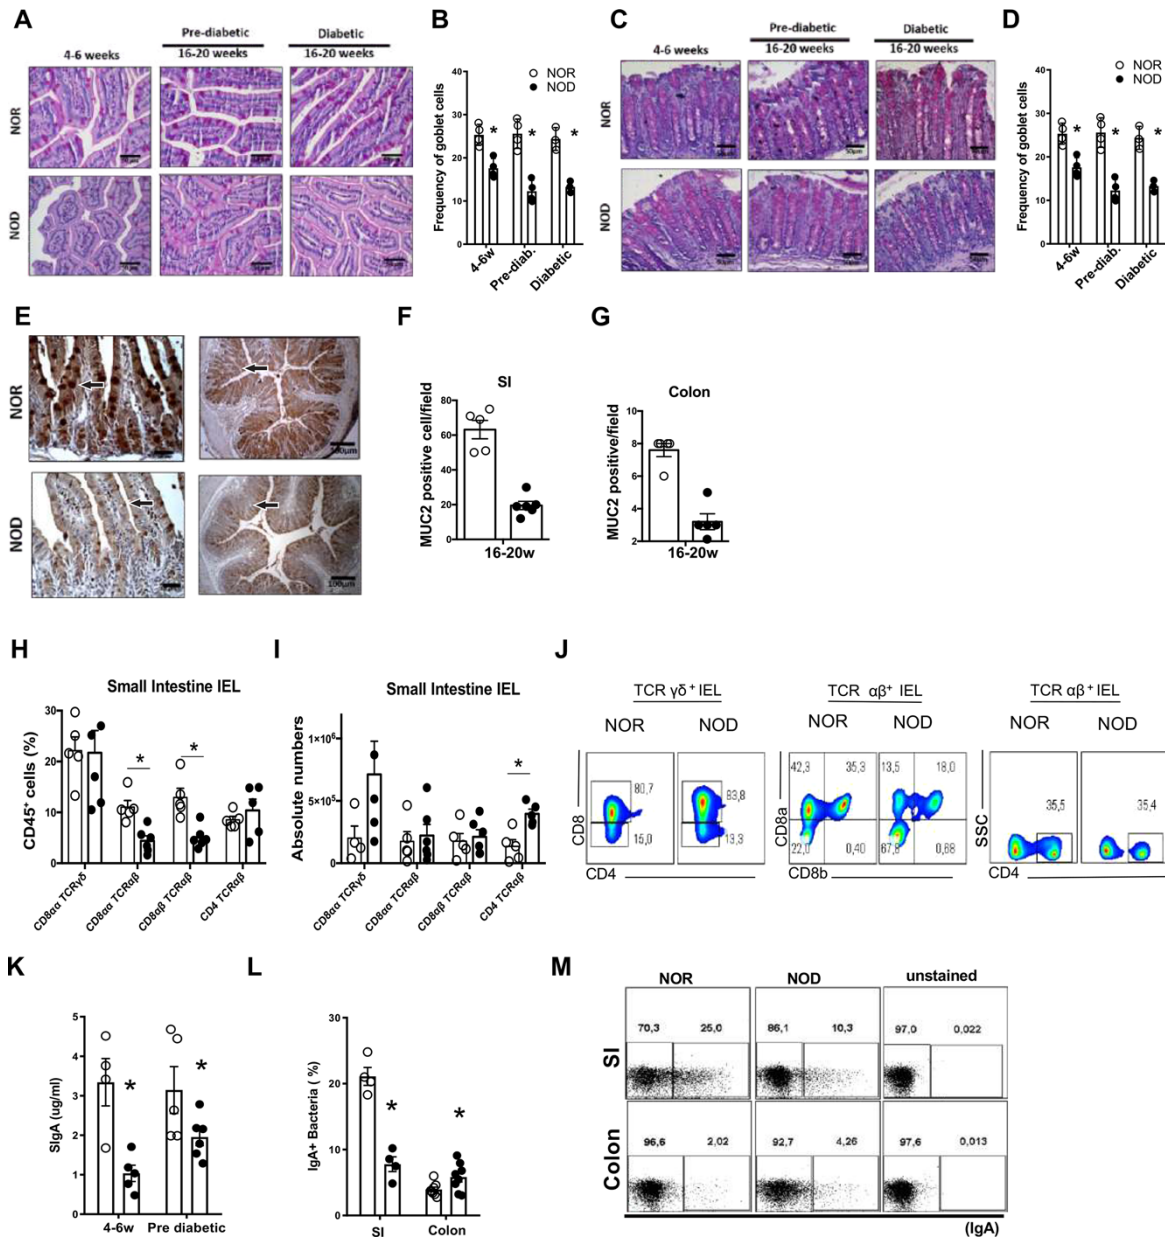 A
Pre-diabetic
Diabetic
4-6 weeks
16-20 weeks
16-20 weeks
NOR
NOD
B
NOR
NOD
Frequency of goblet cells
40
30
20
10
0
*
*
*
4-6w
Pre-diab.
Diabetic
C
Pre-diabetic
Diabetic
4-6 weeks
16-20 weeks
16-20 weeks
NOR
NOD
50µm
50µm
50µm
D
NOR
NOD
Frequency of goblet cells
40
30
20
10
0
*
*
*
4-6w
Pre-diab.
Diabetic
E
NOR
NOD
100µm
100µm
F
SI
MUC2 positive cell/field
80
60
40
20
0
16-20w
G
Colon
MUC2 positive/field
10
8
6
4
2
16-20w
H
Small Intestine IEL
CD45+ cells (%)
30
20
10
0
*
*
CD8αα TCRγδ
CD8αα TCRαβ
CD8αβ TCRαβ
CD4 TCRαβ
I
Small Intestine IEL
Absolute numbers
1×10⁶
5×10⁵
0
*
CD8αα TCRγδ
CD8αα TCRαβ
CD8αβ TCRαβ
CD4 TCRαβ
J
TCR γδ + IEL
NOR NOD
CD8
80,7
15,0
83,8
13,3
CD4
TCR αβ+ IEL
NOR NOD
CD8a
42,3 35,3
22,0 0,40
13,5 18,0
67,8 0,68
CD8b
TCR αβ+ IEL
NOR NOD
SSC
35,5
35,4
CD4
K
SIgA (ug/ml)
5
4
3
2
1
0
*
*
4-6w
Pre diabetic
L
IgA+ Bacteria ( %)
30
20
10
0
*
*
SI
Colon
M
NOR NOD unstained
SI
70,3 25,0
86,1 10,3
97,0 0,022
Colon
96,6 2,02
92,7 4,26
97,6 0,013
(IgA)